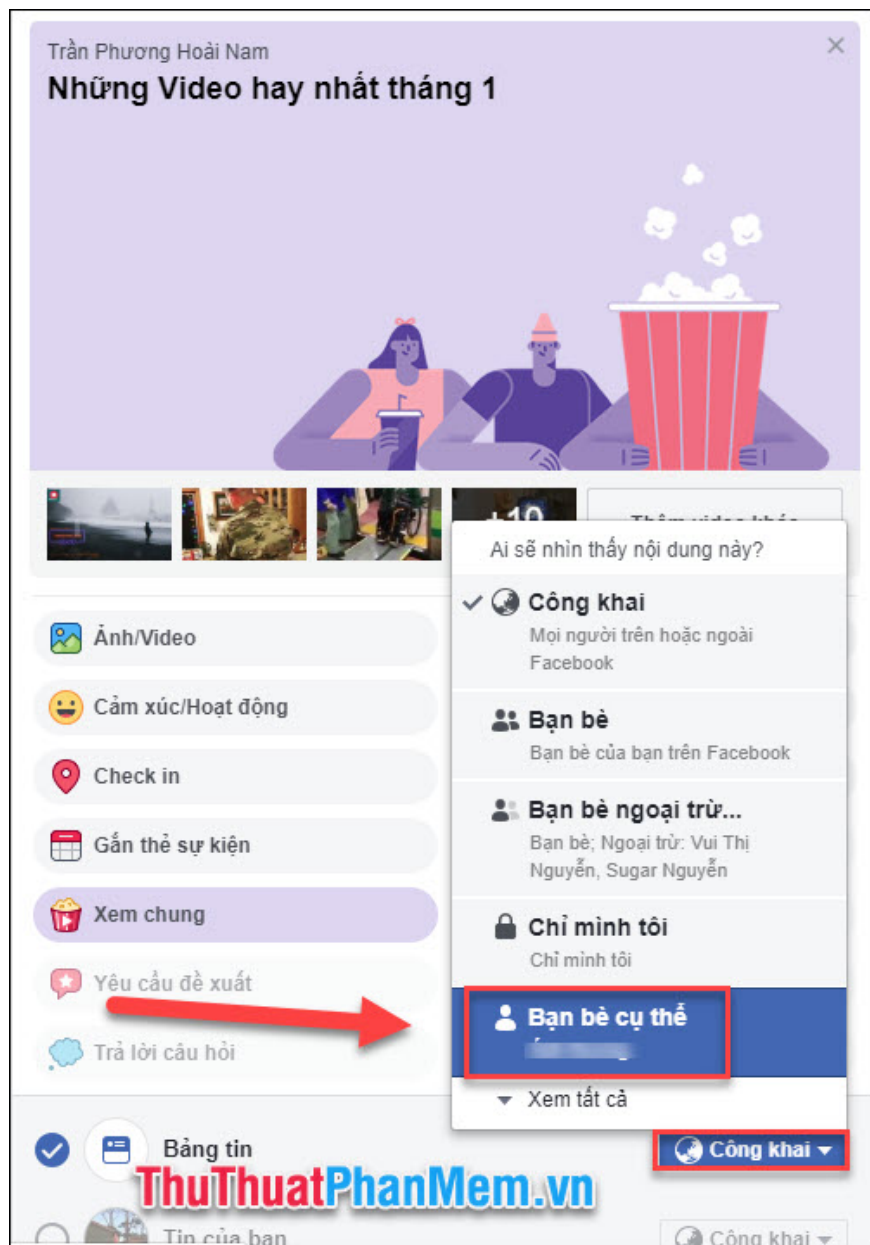 Trần Phương Hoài Nam
Những Video hay nhất tháng 1
+10
Thêm video khác
Ai sẽ nhìn thấy nội dung này?
Công khai
Mọi người trên hoặc ngoài
Facebook
Bạn bè
Bạn bè của bạn trên Facebook
Bạn bè ngoại trừ...
Bạn bè; Ngoại trừ: Vui Thị
Nguyễn, Sugar Nguyễn
Chỉ mình tôi
Chỉ mình tôi
Bạn bè cụ thể
Xem tất cả
Ảnh/Video
Cảm xúc/Hoạt động
Check in
Gắn thẻ sự kiện
Xem chung
Yêu cầu đề xuất
Trả lời câu hỏi
Bảng tin
Công khai
ThuThuatPhanMem.vn
Tin của bạn
Công khai